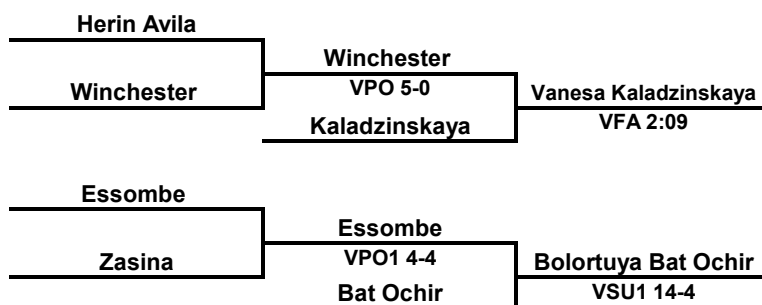 Herin Avila
Winchester
Winchester
VPO 5-0
Kaladzinskaya
Vanesa Kaladzinskaya
VFA 2:09
Essombe
Zasina
Essombe
VPO1 4-4
Bat Ochir
Bolortuya Bat Ochir
VSU1 14-4